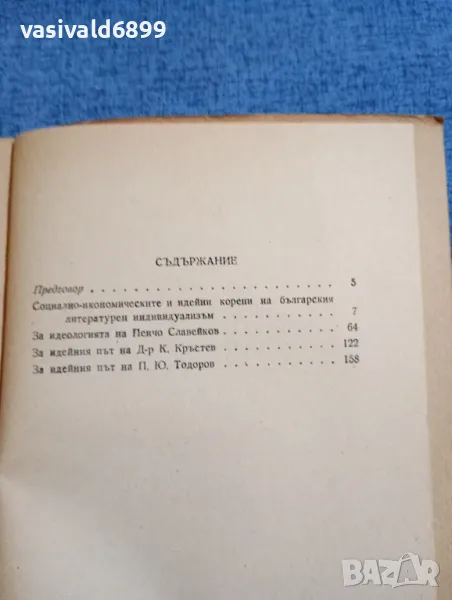 vasivald6899
СЪДЪРЖАНИЕ
Предговор . . . . . . . . . . . . . . . . . . . . . . 5
Социално-икономическите и идейни корени на българския
литературен индивидуализъм . . . . . . . . . . . 7
За идеологията на Пенчо Славейков . . . . . . . . . . . 64
За идейния път на Д-р К. Кръстев . . . . . . . . . . . 122
За идейния път на П. Ю. Тодоров . . . . . . . . . . . 158
BAZAR